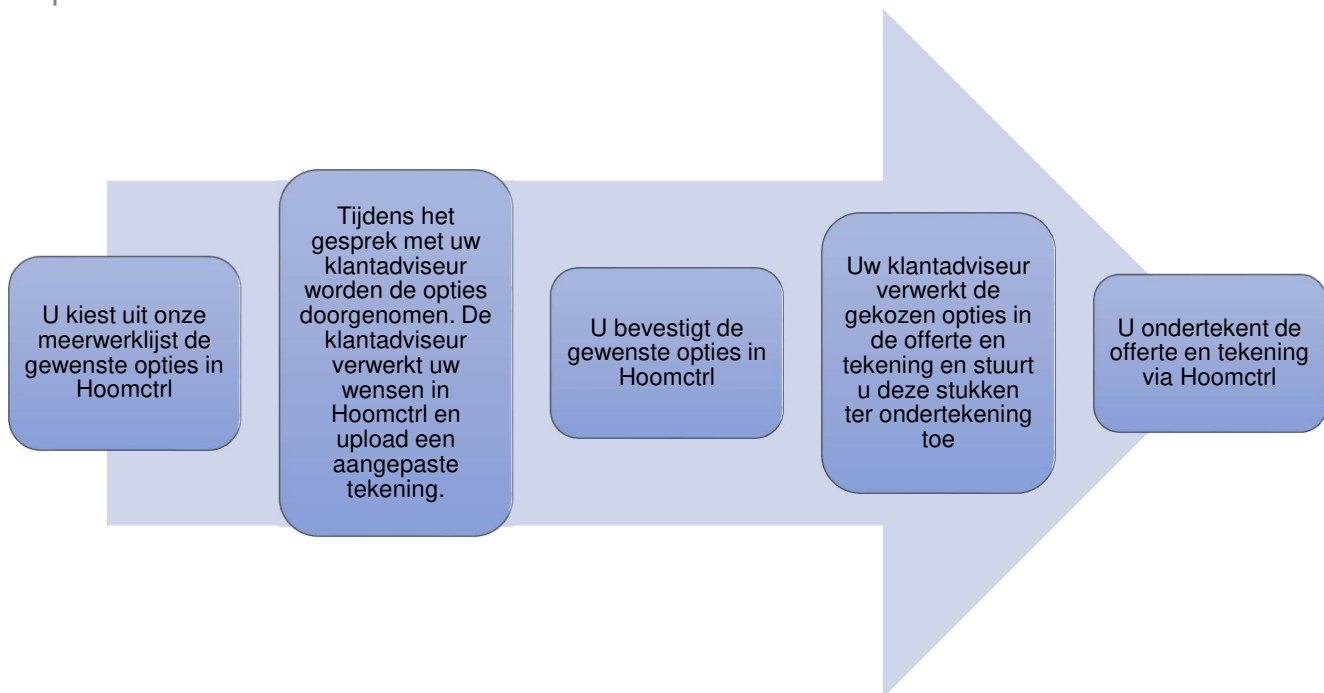 U kiest uit onze
meerwerklijst de
gewenste opties in
Hoomctrl
Tijdens het
gesprek met uw
klantadviseur
worden de opties
doorgenomen. De
klantadviseur
verwerkt uw
wensen in
Hoomctrl en
upload een
aangepaste
tekening.
U bevestigt de
gewenste opties in
Hoomctrl
Uw klantadviseur
verwerkt de
gekozen opties in
de offerte en
tekening en stuurt
u deze stukken
ter ondertekening
toe
U ondertekent de
offerte en tekening
via Hoomctrl